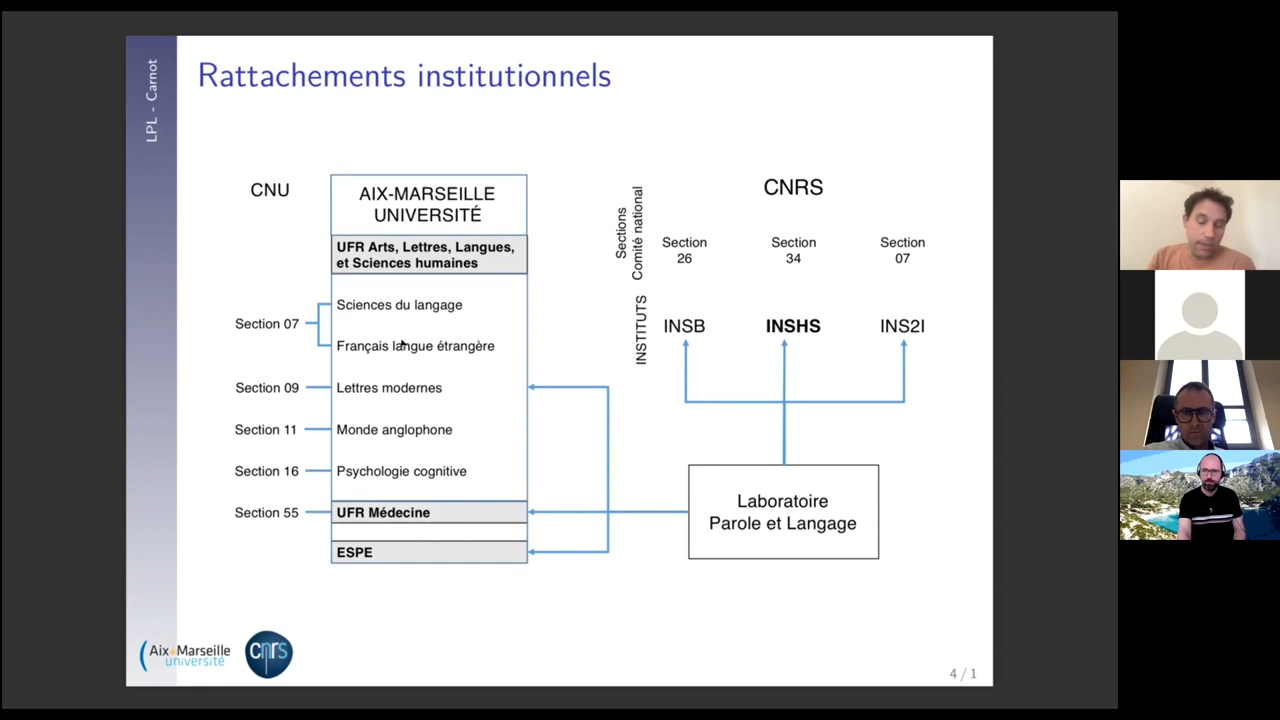 LPL - Carnot
Rattachements institutionnels
CNU
AIX-MARSEILLE
UNIVERSITÉ
UFR Arts, Lettres, Langues,
et Sciences humaines
Section 07
Sciences du langage
Français langue étrangère
Section 09
Lettres modernes
Section 11
Monde anglophone
Section 16
Psychologie cognitive
Section 55
UFR Médecine
ESPE
CNRS
Sections
Comité national
Section
26
Section
34
Section
07
INSTITUTS
INSB
INSHS
INS2I
Laboratoire
Parole et Langage
Aix Marseille
université
cnrs
4 / 1